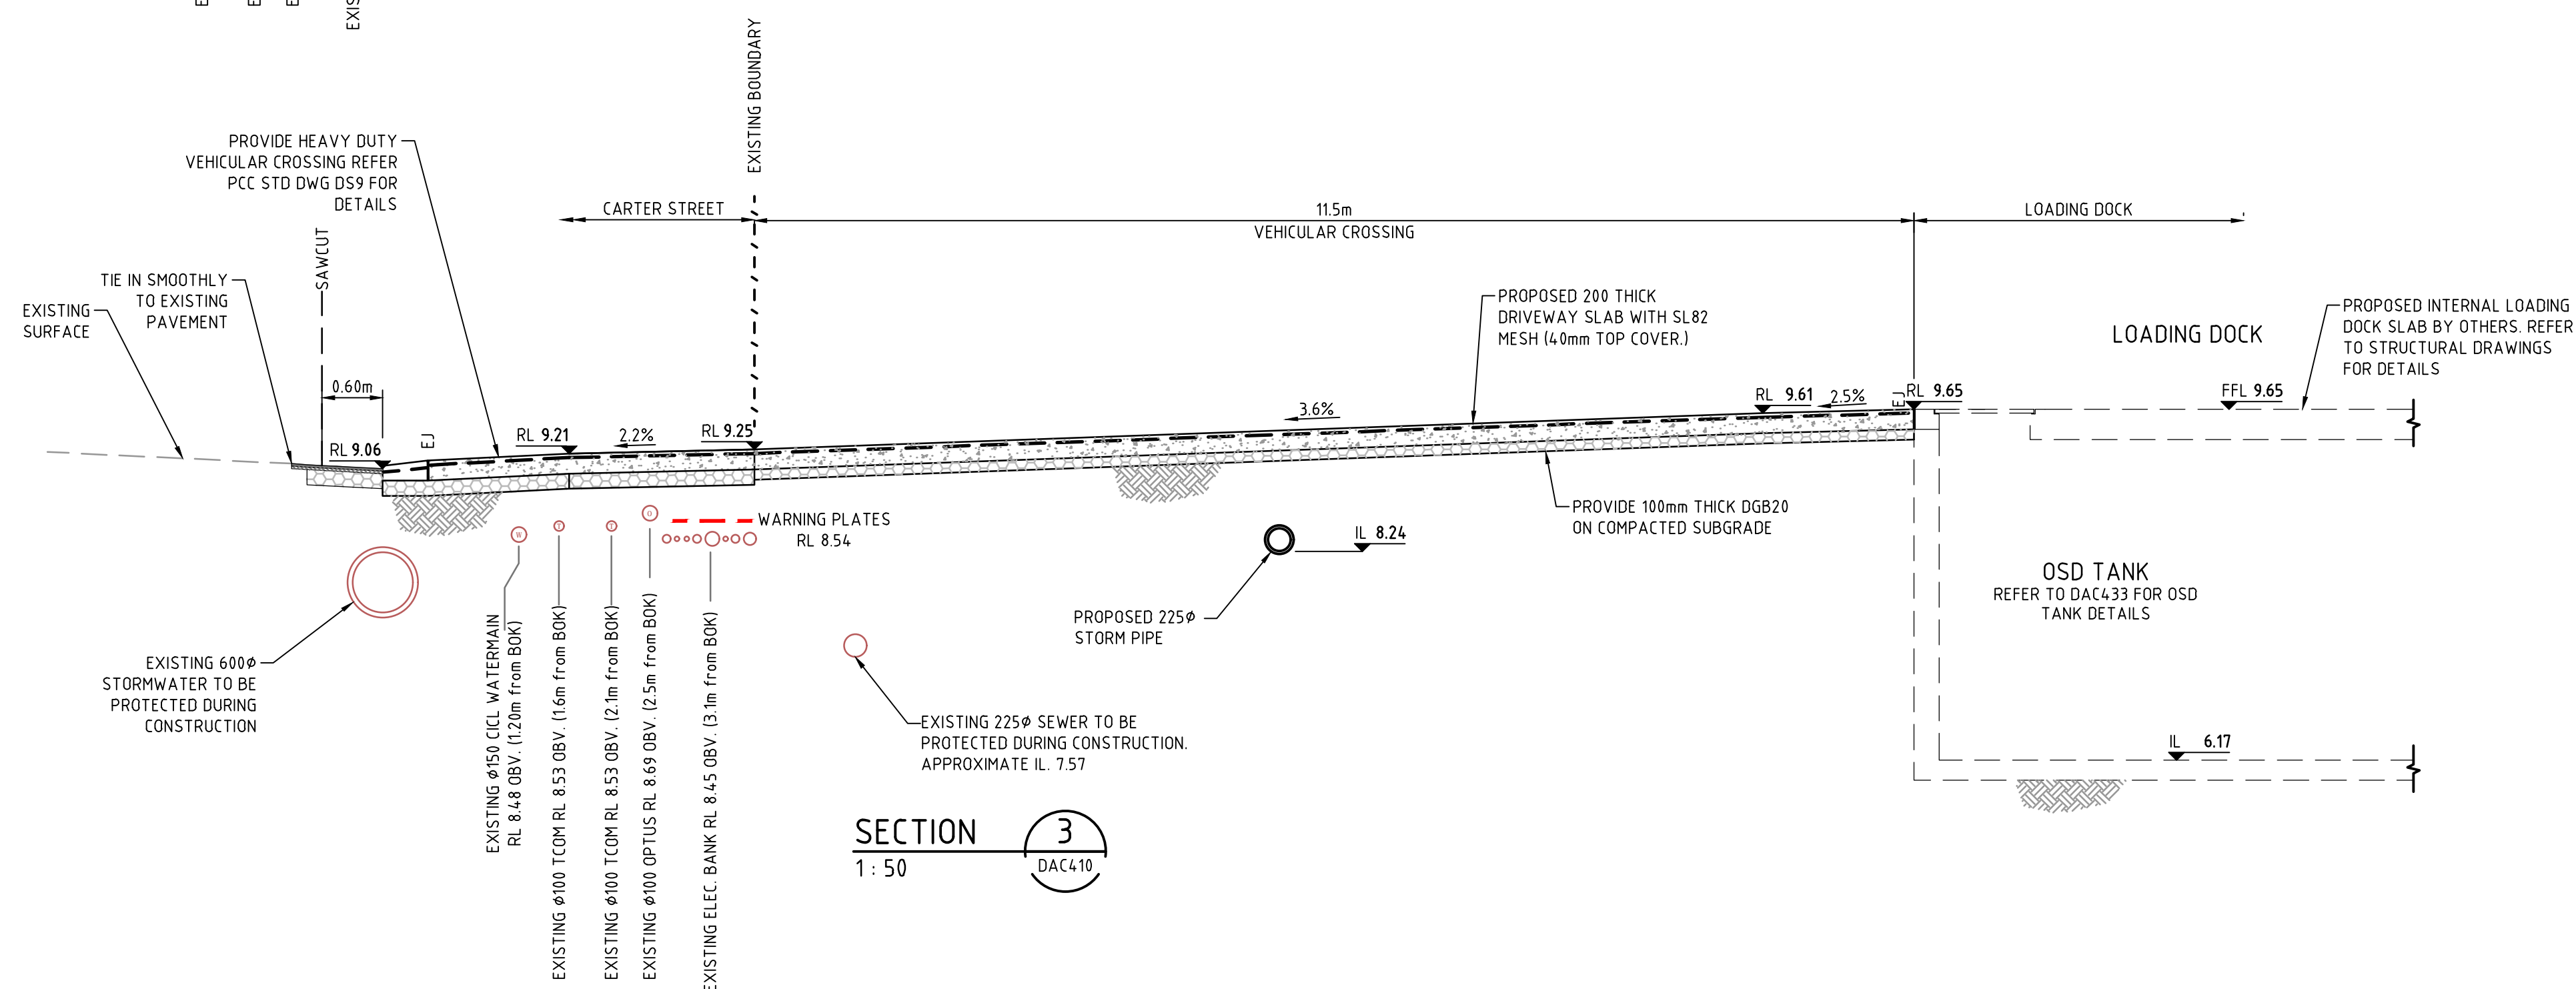 EXISTING BOUNDARY
PROVIDE HEAVY DUTY
VEHICULAR CROSSING REFER
PCC STD DWG DS9 FOR
DETAILS
CARTER STREET
11.5m
VEHICULAR CROSSING
LOADING DOCK
SAWCUT
TIE IN SMOOTHLY
TO EXISTING
PAVEMENT
EXISTING
SURFACE
PROPOSED 200 THICK
DRIVEWAY SLAB WITH SL82
MESH (40mm TOP COVER.)
LOADING DOCK
PROPOSED INTERNAL LOADING
DOCK SLAB BY OTHERS. REFER
TO STRUCTURAL DRAWINGS
FOR DETAILS
0.60m
RL 9.06
EJ
RL 9.21
2.2%
RL 9.25
3.6%
RL 9.61
2.5%
EJ
RL 9.65
FFL 9.65
W
T
T
O
WARNING PLATES
RL 8.54
IL 8.24
PROVIDE 100mm THICK DGB20
ON COMPACTED SUBGRADE
PROPOSED 225ϕ
STORM PIPE
OSD TANK
REFER TO DAC433 FOR OSD
TANK DETAILS
EXISTING 600ϕ
STORMWATER TO BE
PROTECTED DURING
CONSTRUCTION
EXISTING ϕ150 CICL WATERMAIN
RL 8.48 OBV. (1.20m from BOK)
EXISTING ϕ100 TCOM RL 8.53 OBV. (1.6m from BOK)
EXISTING ϕ100 TCOM RL 8.53 OBV. (2.1m from BOK)
EXISTING ϕ100 OPTUS RL 8.69 OBV. (2.5m from BOK)
EXISTING ELEC. BANK RL 8.45 OBV. (3.1m from BOK)
EXISTING 225ϕ SEWER TO BE
PROTECTED DURING CONSTRUCTION.
APPROXIMATE IL. 7.57
IL 6.17
SECTION
1 : 50
3
DAC410